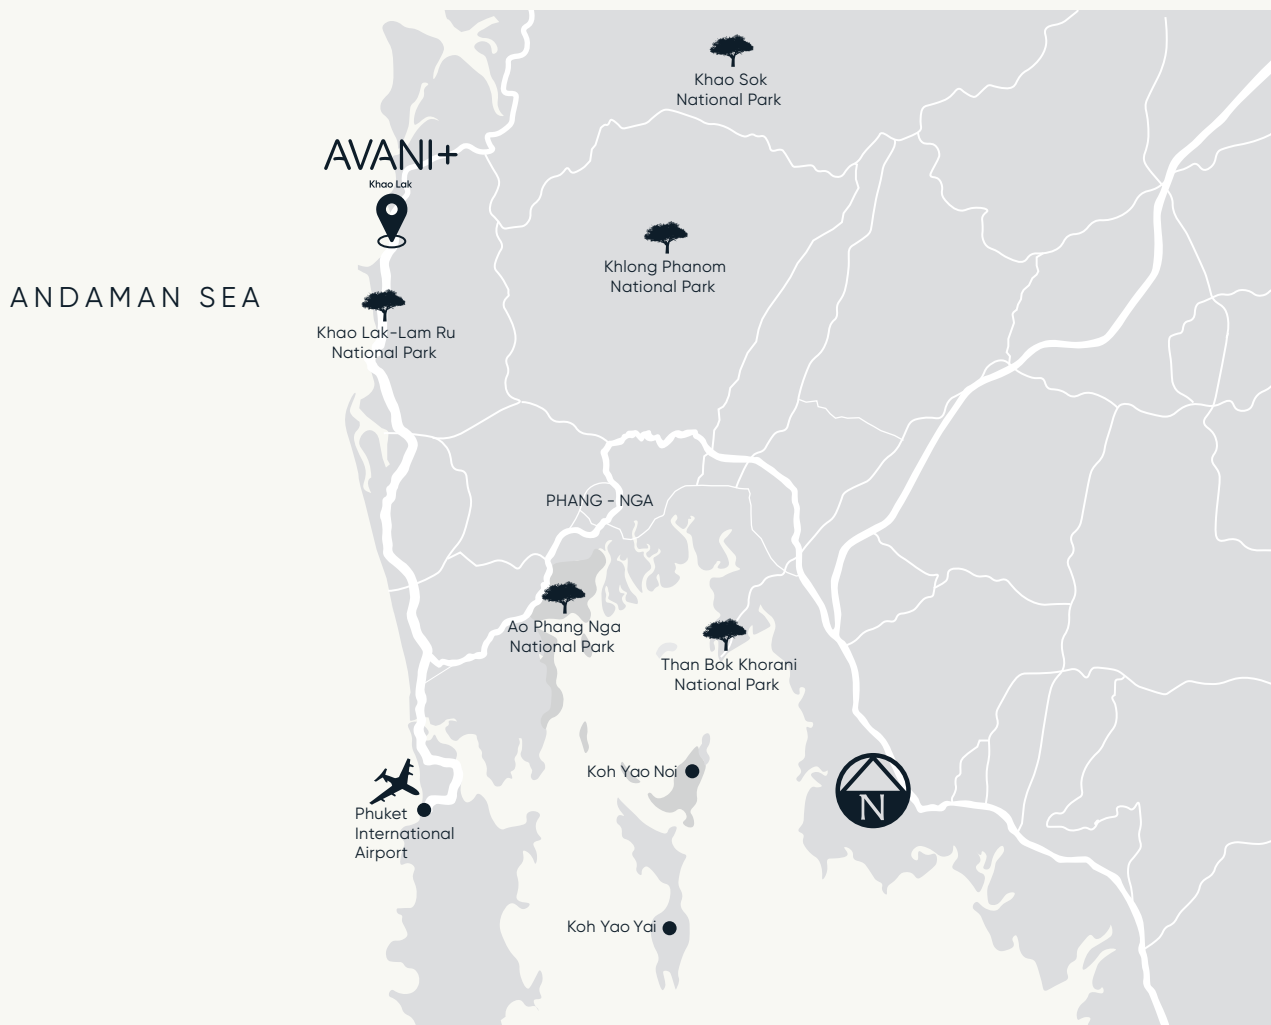 Khao Sok
National Park
AVANI+
Khao Lak
Khlong Phanom
National Park
ANDAMAN SEA
Khao Lak-Lam Ru
National Park
PHANG - NGA
Ao Phang Nga
National Park
Than Bok Khorani
National Park
Koh Yao Noi
N
Phuket
International
Airport
Koh Yao Yai